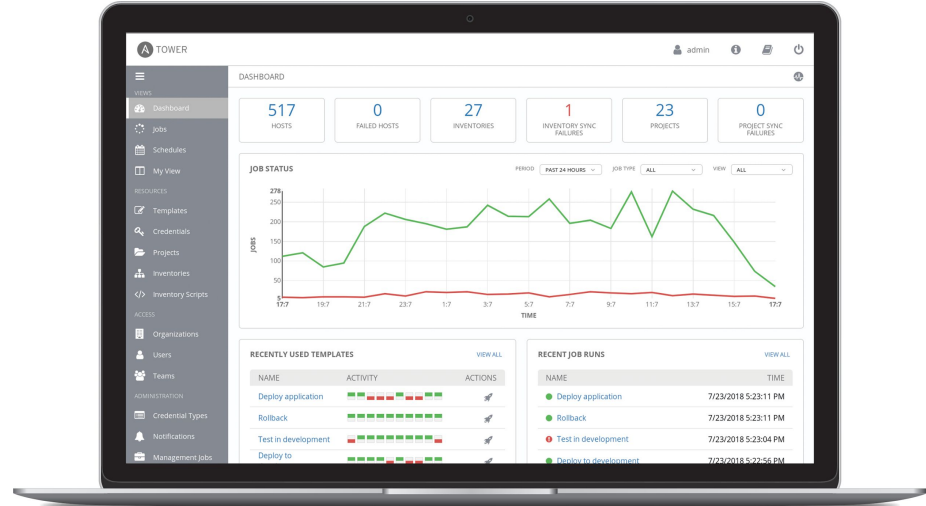 A TOWER
admin
DASHBOARD
VIEWS
Dashboard
Jobs
Schedules
My View
RESOURCES
Templates
Credentials
Projects
Inventories
Inventory Scripts
ACCESS
Organizations
Users
Teams
ADMINISTRATION
Credential Types
Notifications
Management Jobs
517
HOSTS
0
FAILED HOSTS
27
INVENTORIES
1
INVENTORY SYNC
FAILURES
23
PROJECTS
0
PROJECT SYNC
FAILURES
JOB STATUS
PERIOD PAST 24 HOURS JOB TYPE ALL VIEW ALL
JOBS
278
250
200
150
100
50
5
17:7 19:7 21:7 23:7 1:7 3:7 5:7 7:7 9:7 11:7 13:7 15:7 17:7
TIME
RECENTLY USED TEMPLATES VIEW ALL
NAME ACTIVITY ACTIONS
Deploy application
Rollback
Test in development
Deploy to
RECENT JOB RUNS VIEW ALL
NAME TIME
Deploy application 7/23/2018 5:23:11 PM
Rollback 7/23/2018 5:23:11 PM
Test in development 7/23/2018 5:23:04 PM
Deploy to development 7/23/2018 5:22:56 PM